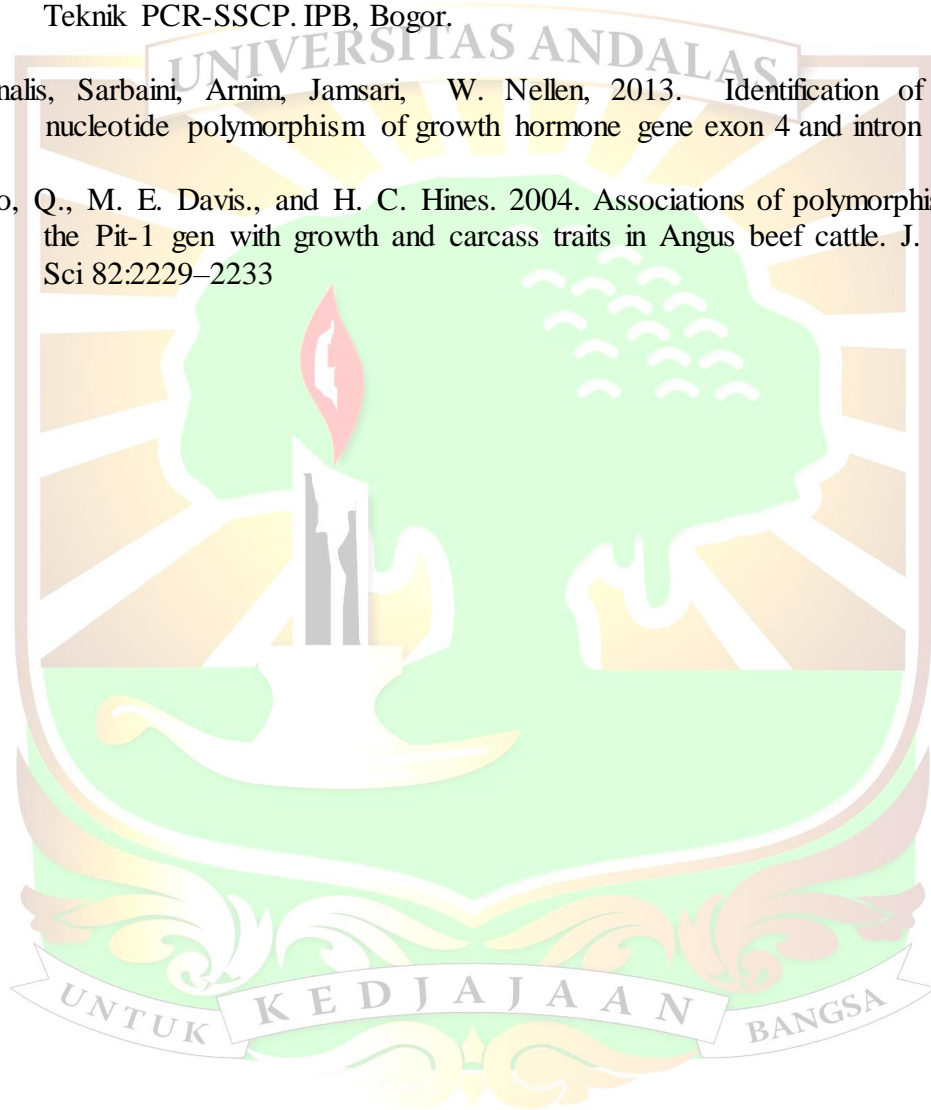 Teknik PCR-SSCP. IPB, Bogor.
UNIVERSITAS ANDALAS
Sarbaini, Arnim, Jamsari, W. Nellen, 2013. Identification of
nucleotide polymorphism of growth hormone gene exon 4 and intron
Q., M. E. Davis., and H. C. Hines. 2004. Associations of
the Pit-1 gen with growth and carcass traits in Angus beef cattle. J.
Sci 82:2229–2233
UNTUK KEDJAJAAN BANGSA